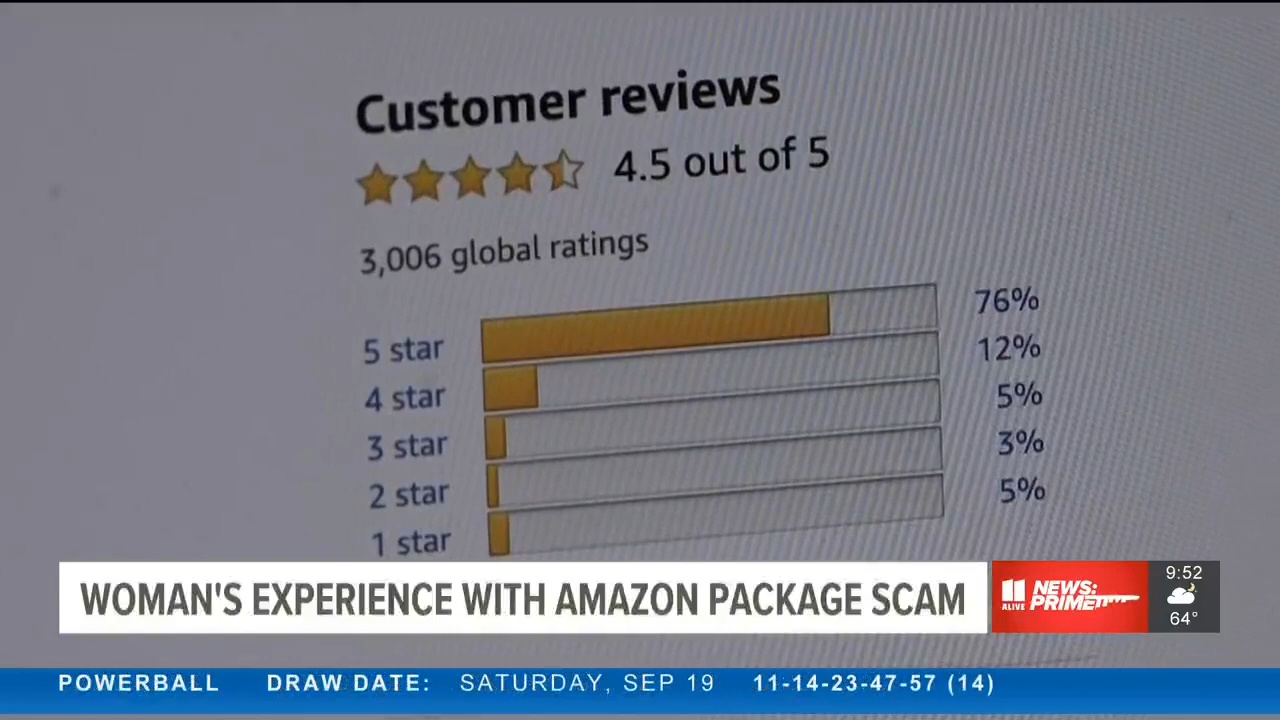 Customer reviews
4.5 out of 5
3,006 global ratings
5 star 76%
4 star 12%
3 star 5%
2 star 3%
1 star 5%
WOMAN'S EXPERIENCE WITH AMAZON PACKAGE SCAM
11 ALIVE NEWS: PRIME
9:52
64°
POWERBALL DRAW DATE: SATURDAY, SEP 19 11-14-23-47-57 (14)